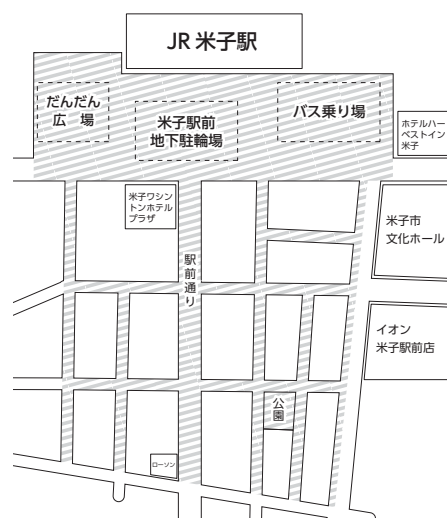 JR 米子駅
だんだん
広　場
米子駅前
地下駐輪場
バス乗り場
ホテルハー
ベストイン
米子
米子ワシン
トンホテル
プラザ
駅前通り
米子市
文化ホール
イオン
米子駅前店
公園
ローソン